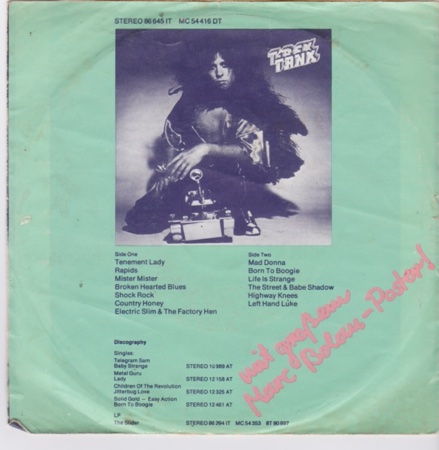 STEREO 86 645 IT MC 54 416 DT
TANX
Side One
Tenement Lady
Rapids
Mister Mister
Broken Hearted Blues
Shock Rock
Country Honey
Electric Slim & The Factory Hen
Side Two
Mad Donna
Born To Boogie
Life is Strange
The Street & Babe Shadow
Highway Knees
Left Hand Luke
mit großem
Marc Bolan-Poster!
Discography
Singles:
Telegram Sam
Baby Strange STEREO 10 989 AT
Metal Guru
Lady STEREO 12 158 AT
Children Of The Revolution
Jitterbug Love STEREO 12 325 AT
Solid Gold — Easy Action
Born To Boogie STEREO 12 461 AT
LP
The Slider STEREO 86 294 IT MC 54 353